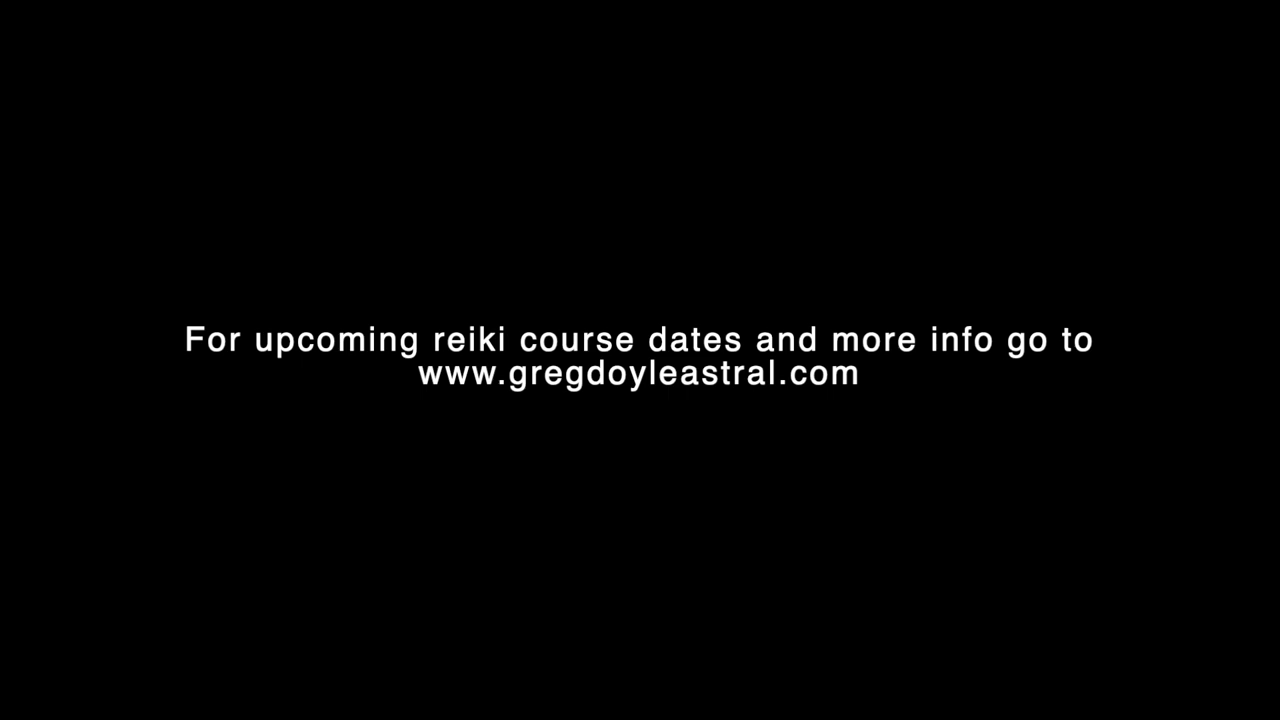 For upcoming reiki course dates and more info go to
www.gregdoyleastral.com